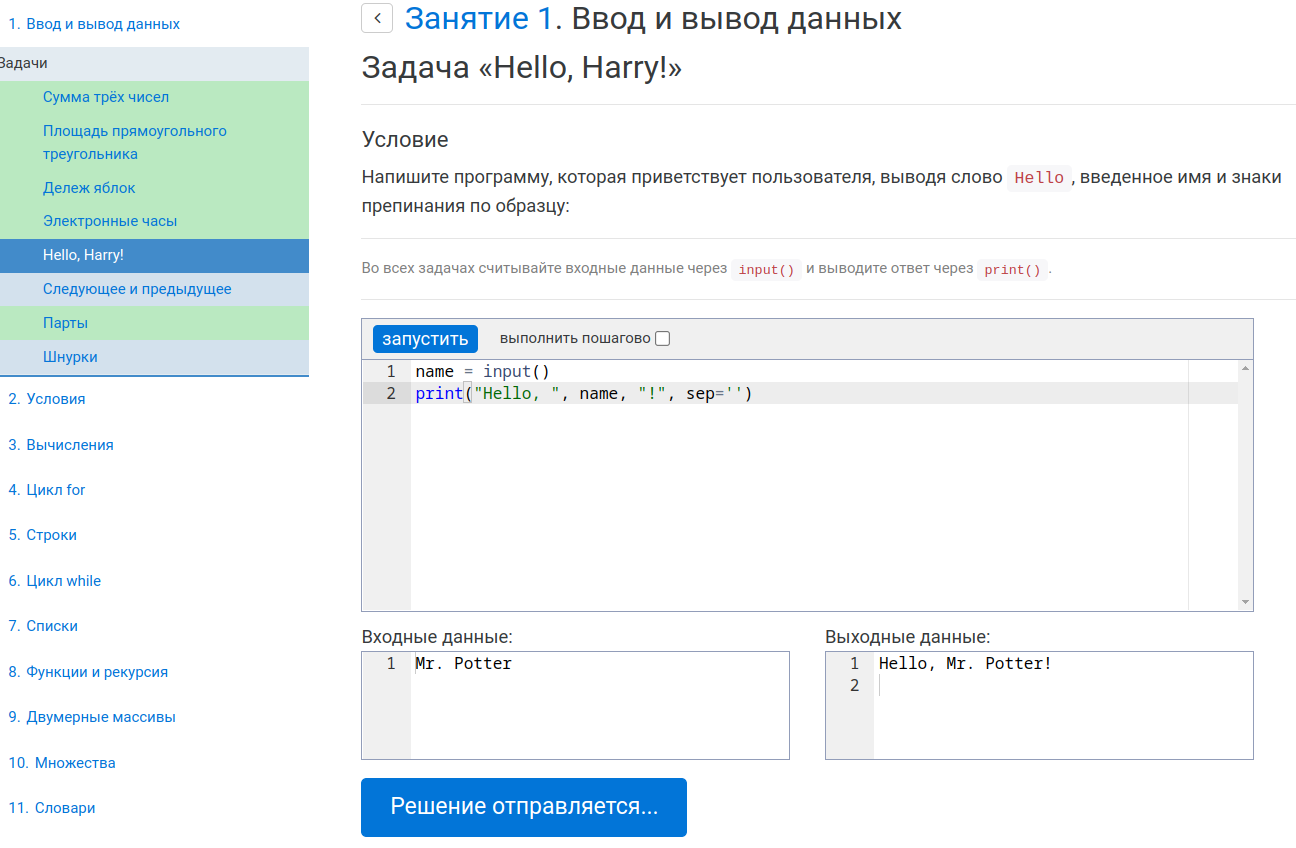 1. Ввод и вывод данных
Задачи
Сумма трёх чисел
Площадь прямоугольного
треугольника
Дележ яблок
Электронные часы
Hello, Harry!
Следующее и предыдущее
Парты
Шнурки
2. Условия
3. Вычисления
4. Цикл for
5. Строки
6. Цикл while
7. Списки
8. Функции и рекурсия
9. Двумерные массивы
10. Множества
11. Словари
Занятие 1. Ввод и вывод данных
Задача «Hello, Harry!»
Условие
Напишите программу, которая приветствует пользователя, выводя слово Hello, введенное имя и знаки
препинания по образцу:
Во всех задачах считывайте входные данные через input() и выводите ответ через print().
запустить выполнить пошагово
1 name = input()
2 print("Hello, ", name, "!", sep='')
Входные данные:
1 Mr. Potter
Выходные данные:
1 Hello, Mr. Potter!
2
Решение отправляется...